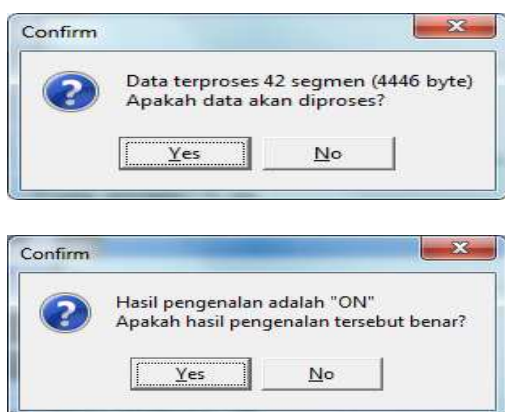 Confirm
Data terproses 42 segmen (4446 byte)
Apakah data akan diproses?
Yes No
Confirm
Hasil pengenalan adalah "ON"
Apakah hasil pengenalan tersebut benar?
Yes No